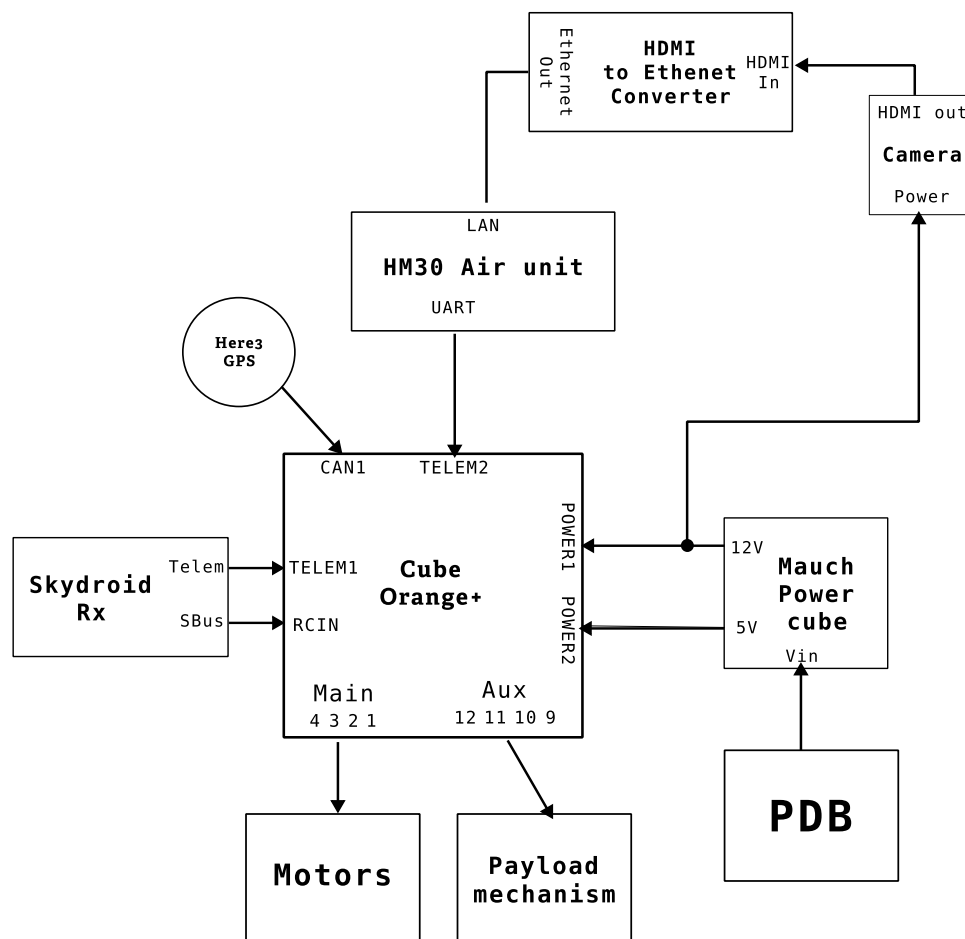 Ethernet
Out
HDMI
to Ethenet
Converter
HDMI
In
HDMI out
Camera
Power
LAN
HM30 Air unit
UART
Here3
GPS
CAN1
TELEM2
POWER1
Skydroid
Rx
Telem
SBus
TELEM1
RCIN
Cube
Orange+
POWER2
12V
Mauch
Power
cube
5V
Vin
Main
4 3 2 1
Aux
12 11 10 9
PDB
Motors
Payload
mechanism